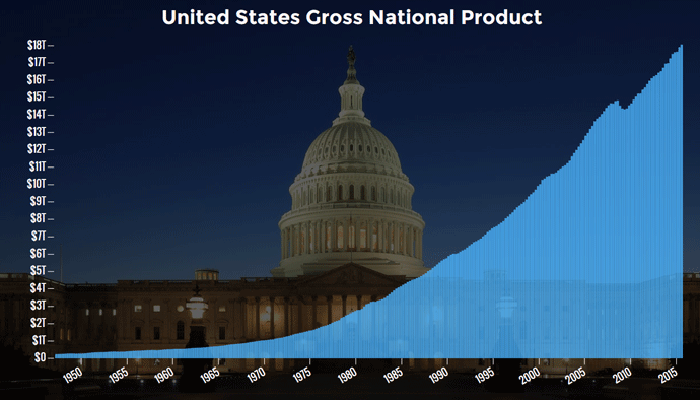 United States Gross National Product
$18T
$17T
$16T
$15T
$14T
$13T
$12T
$11T
$10T
$9T
$8T
$7T
$6T
$5T
$4T
$3T
$2T
$1T
$0
1950
1955
1960
1965
1970
1975
1980
1985
1990
1995
2000
2005
2010
2015